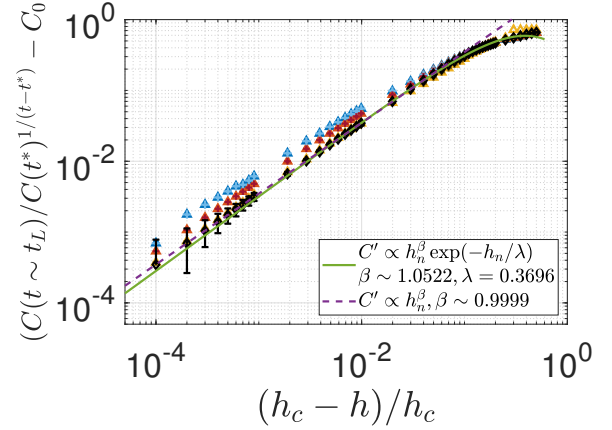 (C(t ∼ t_L)/C(t*)^{1/(t−t*)} − C_0
10^0
10^{-2}
10^{-4}
C′ ∝ h_n^β exp(−h_n/λ)
β ∼ 1.0522, λ = 0.3696
C′ ∝ h_n^β, β ∼ 0.9999
10^{-4}
10^{-2}
10^0
(h_c − h)/h_c